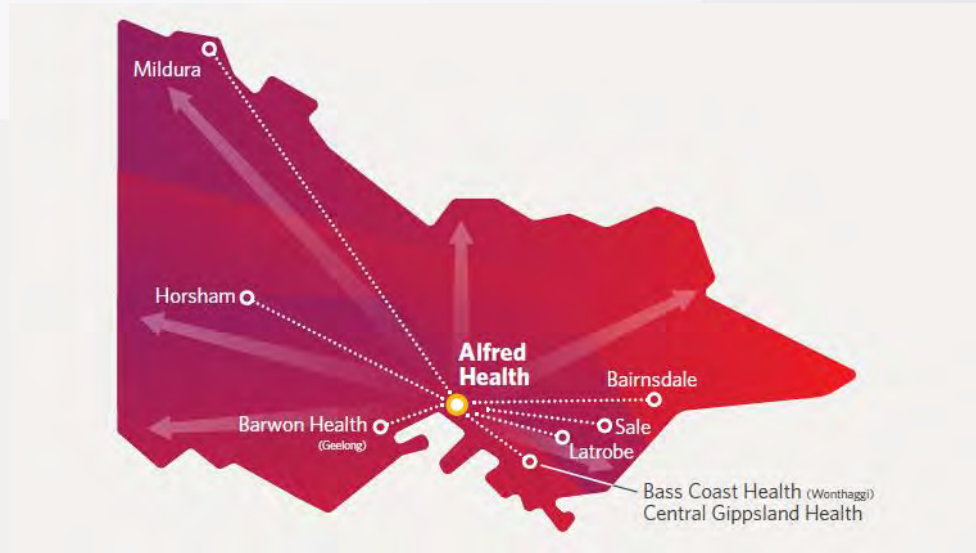 Mildura
Horsham
Alfred
Health
Bairnsdale
Barwon Health
(Geelong)
Sale
Latrobe
Bass Coast Health (Wonthaggi)
Central Gippsland Health